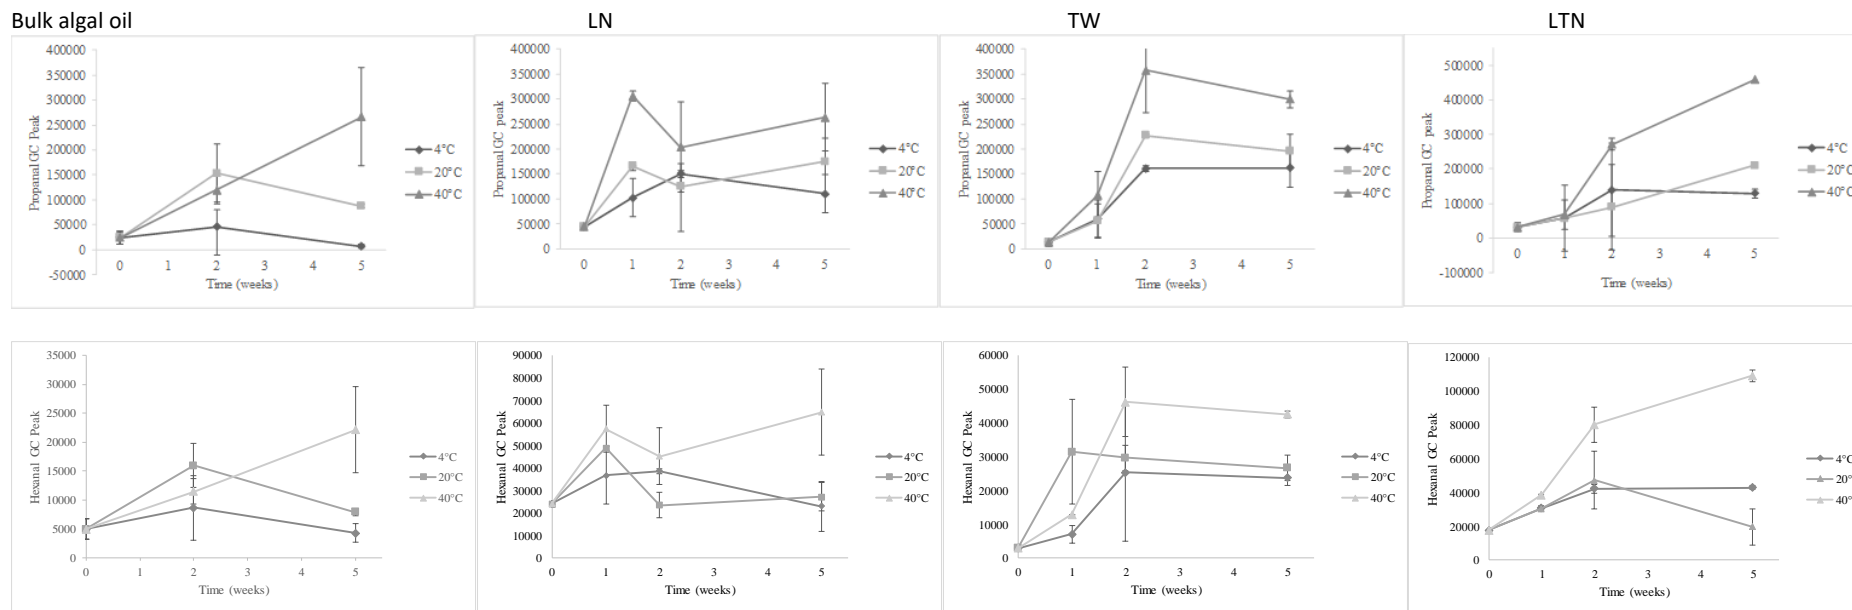 Bulk algal oil LN TW LTN
400000
350000
300000
250000
200000
150000
100000
50000
0
-50000
Propanal GC Peak
0 1 2 3 4 5
Time (weeks)
4°C
20°C
40°C
400000
350000
300000
250000
200000
150000
100000
50000
0
Propanal GC peak
0 1 2 3 4 5
Time (weeks)
4°C
20°C
40°C
400000
350000
300000
250000
200000
150000
100000
50000
0
Propanal GC peak
0 1 2 3 4 5
Time (weeks)
4°C
20°C
40°C
500000
400000
300000
200000
100000
0
-100000
Propanal GC peak
0 1 2 3 4 5
Time (weeks)
4°C
20°C
40°C
35000
30000
25000
20000
15000
10000
5000
0
Hexanal GC Peak
0 1 2 3 4 5
Time (weeks)
4°C
20°C
40°C
90000
80000
70000
60000
50000
40000
30000
20000
10000
0
Hexanal GC Peak
0 1 2 3 4 5
Time (weeks)
4°C
20°C
40°C
60000
50000
40000
30000
20000
10000
0
Hexanal GC Peak
0 1 2 3 4 5
Time (weeks)
4°C
20°C
40°C
120000
100000
80000
60000
40000
20000
0
Hexanal GC Peak
0 1 2 3 4 5
Time (weeks)
4°C
20°
40°